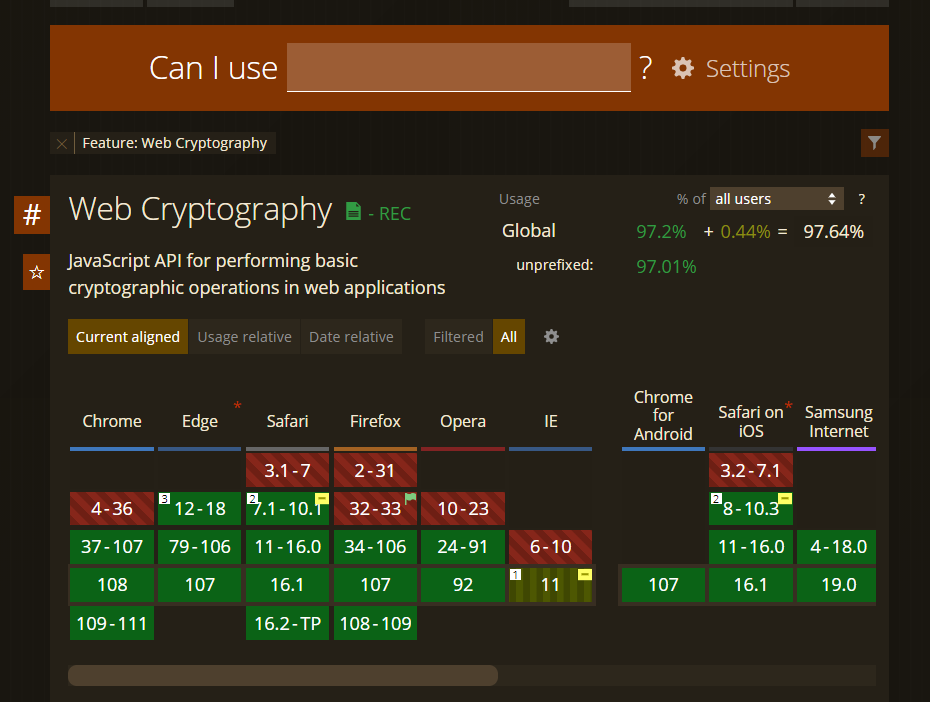 Can I use ? Settings
Feature: Web Cryptography
# Web Cryptography - REC
Usage % of all users ?
Global 97.2% + 0.44% = 97.64%
unprefixed: 97.01%
JavaScript API for performing basic
cryptographic operations in web applications
Current aligned Usage relative Date relative Filtered All
Chrome Edge * Safari Firefox Opera IE Chrome for Android Safari on iOS * Samsung Internet
3.1-7 2-31 3.2-7.1
4-36 3 12-18 2 7.1-10.1 32-33 10-23 2 8-10.3
37-107 79-106 11-16.0 34-106 24-91 6-10 11-16.0 4-18.0
108 107 16.1 107 92 1 11 107 16.1 19.0
109-111 16.2-TP 108-109